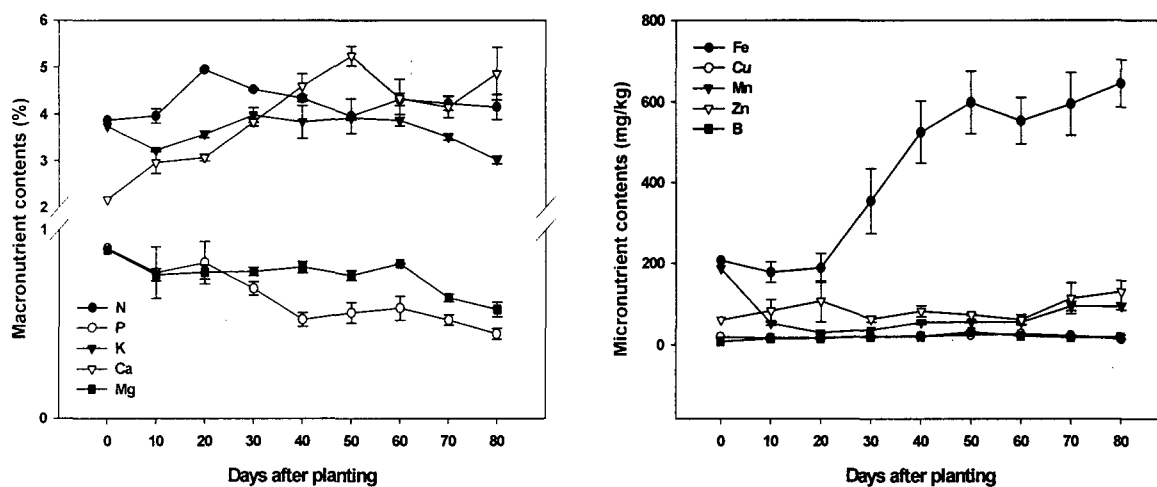 Macronutrient contents (%)
6
5
4
3
2
1
0
N
P
K
Ca
Mg
0 10 20 30 40 50 60 70 80
Days after planting
Micronutrient contents (mg/kg)
800
600
400
200
0
Fe
Cu
Mn
Zn
B
0 10 20 30 40 50 60 70 80
Days after planting